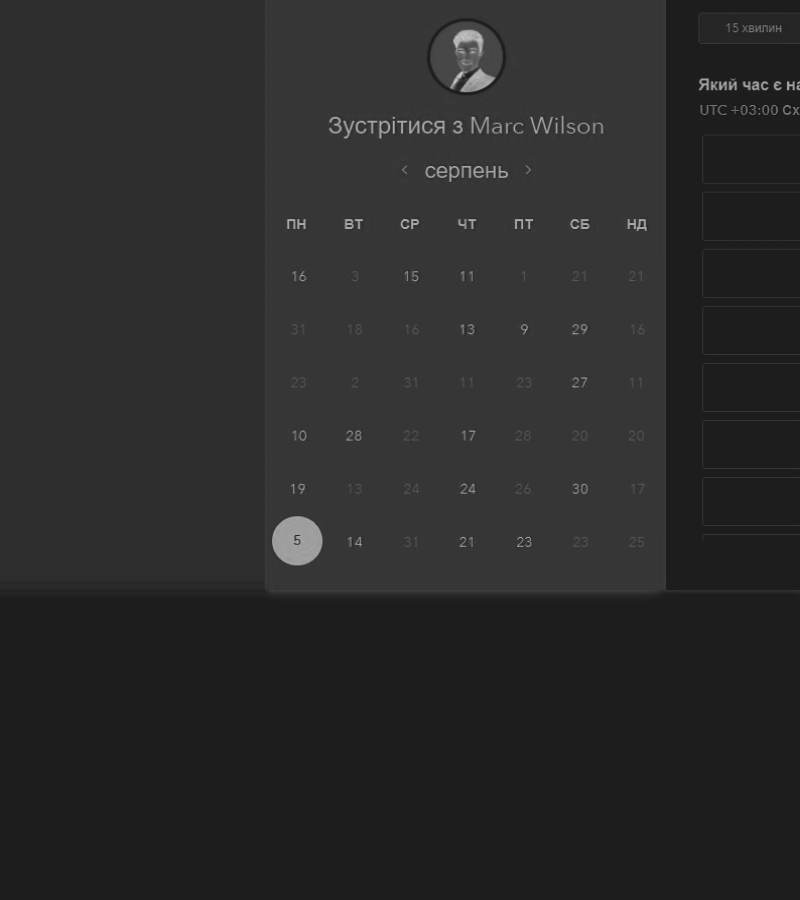 15 хвилин
Який час є
UTC +03:00
Зустрітися з Marc Wilson
серпень
ПН ВТ СР ЧТ ПТ СБ НД
16 3 15 11 1 21 21
31 18 16 13 9 29 16
23 2 31 11 23 27 11
10 28 22 17 28 20 20
19 13 24 24 26 30 17
5 14 31 21 23 23 25